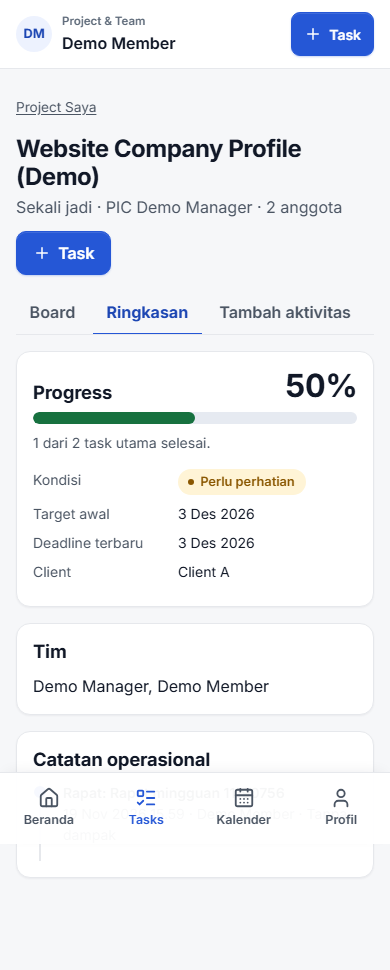 DM
Project & Team
Demo Member
+ Task
Project Saya
Website Company Profile
(Demo)
Sekali jadi · PIC Demo Manager · 2 anggota
+ Task
Board
Ringkasan
Tambah aktivitas
Progress
50%
1 dari 2 task utama selesai.
Kondisi
Perlu perhatian
Target awal
3 Des 2026
Deadline terbaru
3 Des 2026
Client
Client A
Tim
Demo Manager, Demo Member
Catatan operasional
Rapat:
Beranda
Tasks
Kalender
Profil